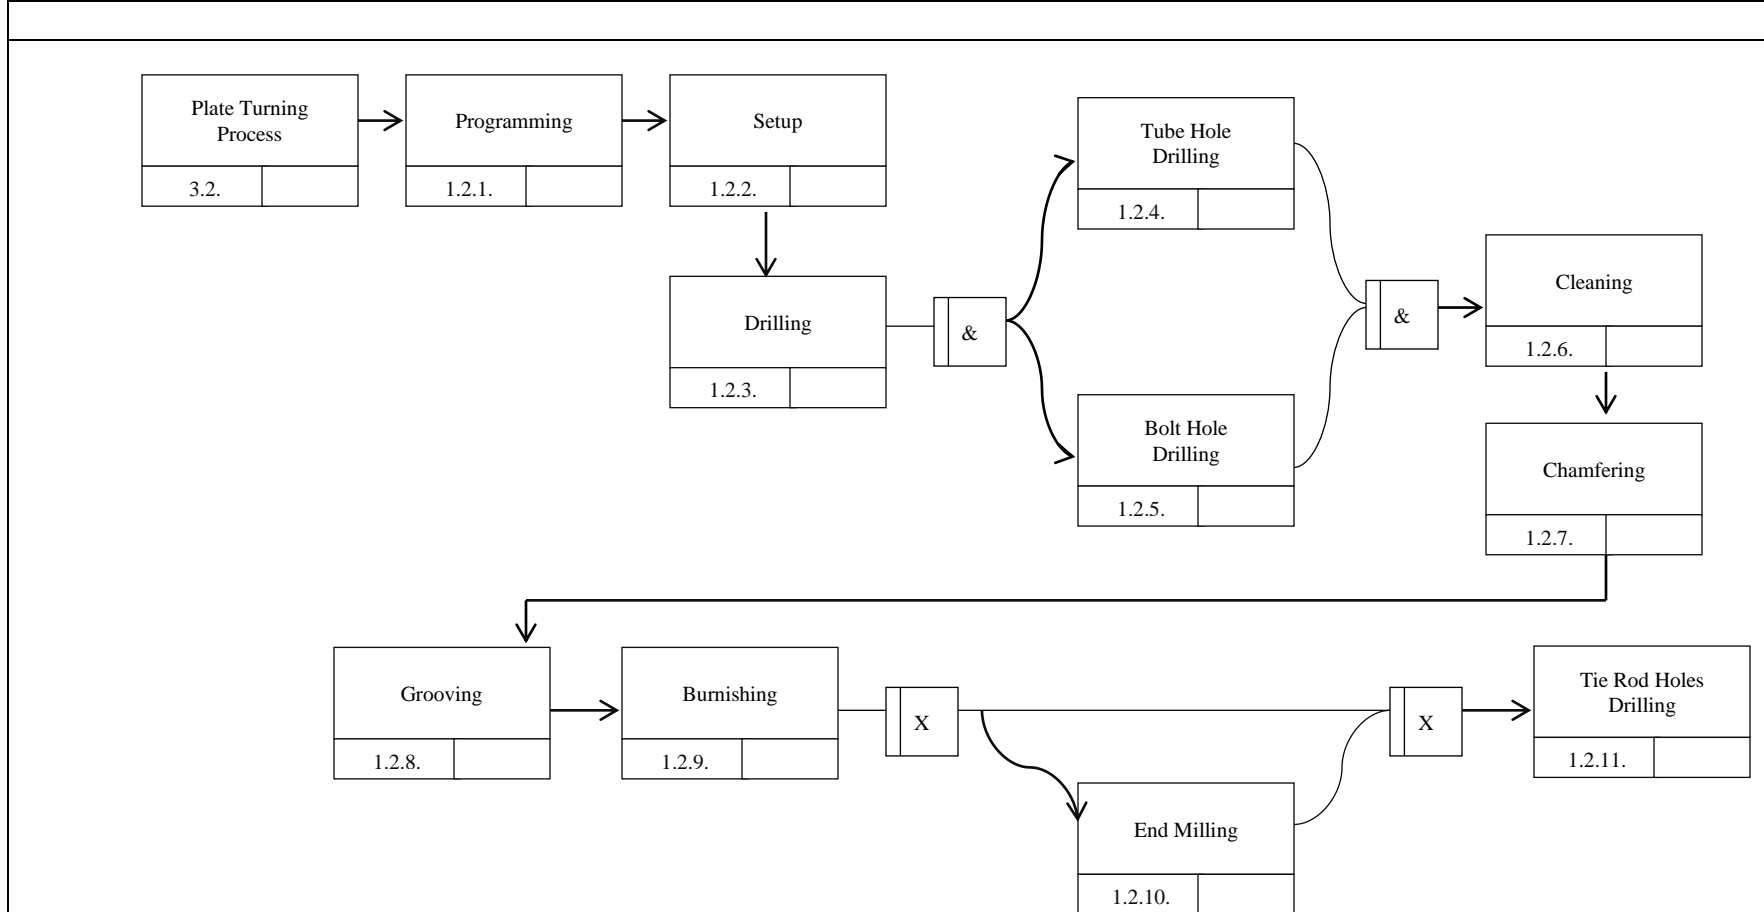 Plate Turning
Process
3.2.
Programming
1.2.1.
Setup
1.2.2.
Drilling
1.2.3.
&
Tube Hole
Drilling
1.2.4.
Bolt Hole
Drilling
1.2.5.
&
Cleaning
1.2.6.
Chamfering
1.2.7.
Grooving
1.2.8.
Burnishing
1.2.9.
X
End Milling
1.2.10.
X
Tie Rod Holes
Drilling
1.2.11.